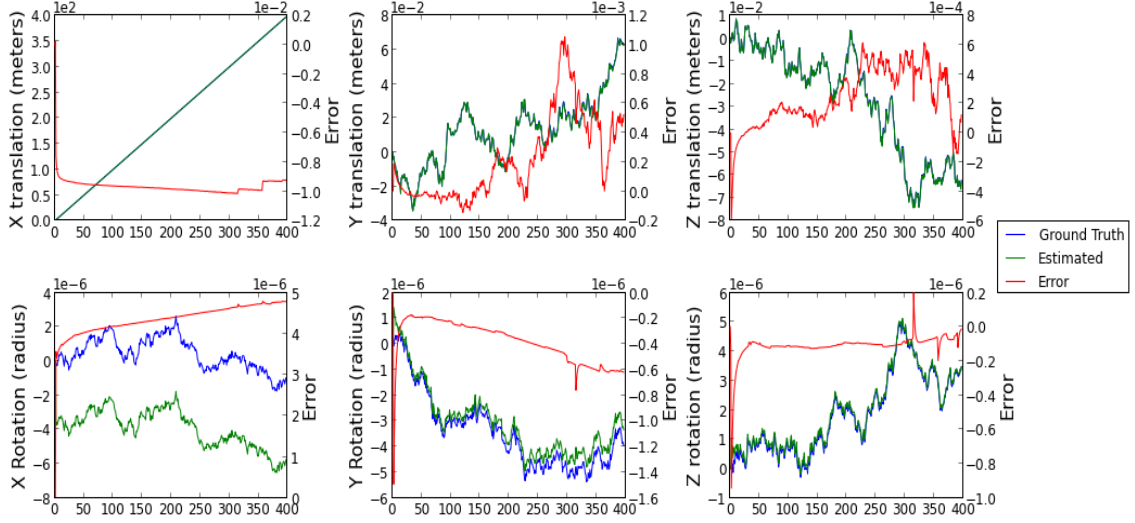 1e2
1e−2
X translation (meters)
4.0
3.5
3.0
2.5
2.0
1.5
1.0
0.5
0.0
0 50 100 150 200 250 300 350 400
0.2
0.0
−0.2
−0.4
−0.6
−0.8
−1.0
−1.2
Error
1e−2
1e−3
Y translation (meters)
8
6
4
2
0
−2
−4
0 50 100 150 200 250 300 350 400
1.2
1.0
0.8
0.6
0.4
0.2
0.0
−0.2
Error
1e−2
1e−4
Z translation (meters)
1
0
−1
−2
−3
−4
−5
−6
−7
−8
0 50 100 150 200 250 300 350 400
8
6
4
2
0
−2
−4
−6
Error
Ground Truth
Estimated
Error
1e−6
1e−6
X Rotation (radius)
4
2
0
−2
−4
−6
−8
0 50 100 150 200 250 300 350 400
5
4
3
2
1
0
Error
1e−6
1e−6
Y Rotation (radius)
2
1
0
−1
−2
−3
−4
−5
−6
0 50 100 150 200 250 300 350 400
0.0
−0.2
−0.4
−0.6
−0.8
−1.0
−1.2
−1.4
−1.6
Error
1e−6
1e−6
Z rotation (radius)
6
5
4
3
2
1
0
−1
0 50 100 150 200 250 300 350 400
0.2
0.0
−0.2
−0.4
−0.6
−0.8
−1.0
Error